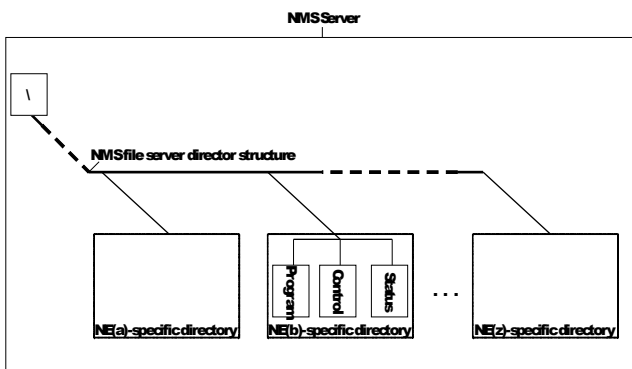 NMS Server
\
NMS file server director structure
Program
Control
Status
...
NE(a)-specific directory
NE(b)-specific directory
NE(z)-specific directory